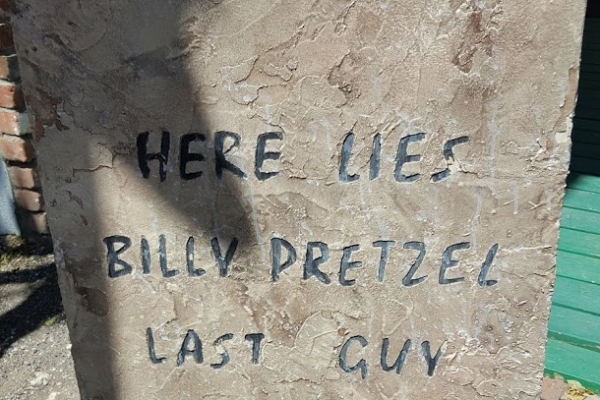 HERE LIES
BILLY PRETZEL
LAST GUY